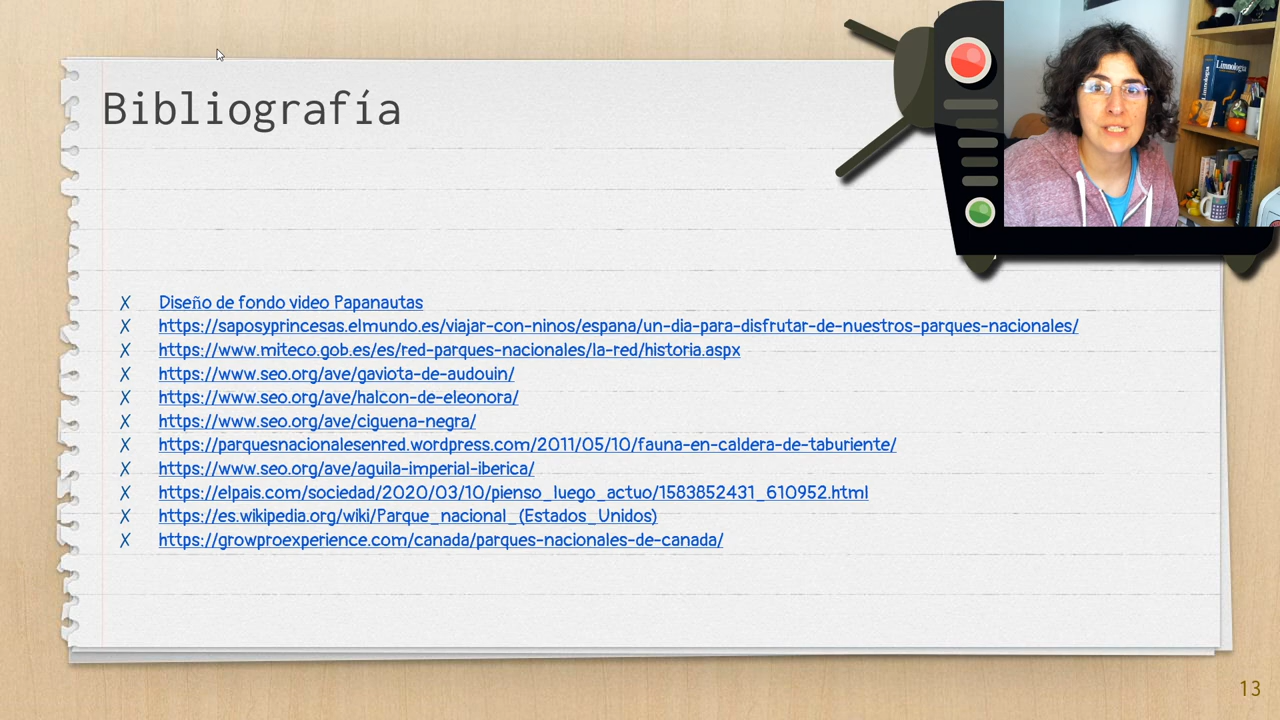 Bibliografía
Limnología
Limnología
X Diseño de fondo video Papanautas
X https://saposyprincesas.elmundo.es/viajar-con-ninos/espana/un-dia-para-disfrutar-de-nuestros-parques-nacionales/
X https://www.miteco.gob.es/es/red-parques-nacionales/la-red/historia.aspx
X https://www.seo.org/ave/gaviota-de-audouin/
X https://www.seo.org/ave/halcon-de-eleonora/
X https://www.seo.org/ave/ciguena-negra/
X https://parquesnacionalesenred.wordpress.com/2011/05/10/fauna-en-caldera-de-taburiente/
X https://www.seo.org/ave/aguila-imperial-iberica/
X https://elpais.com/sociedad/2020/03/10/pienso_luego_actuo/1583852431_610952.html
X https://es.wikipedia.org/wiki/Parque_nacional_(Estados_Unidos)
X https://growproexperience.com/canada/parques-nacionales-de-canada/
13